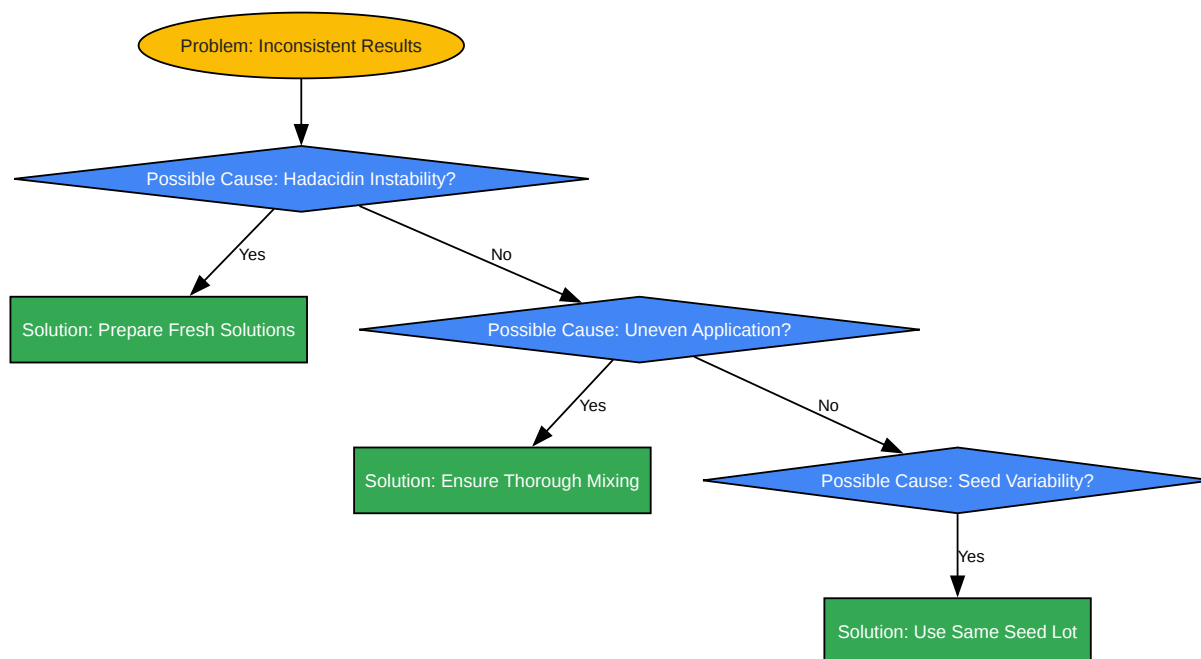 Problem: Inconsistent Results
Possible Cause: Hadacidin Instability?
Yes
No
Solution: Prepare Fresh Solutions
Possible Cause: Uneven Application?
Yes
No
Solution: Ensure Thorough Mixing
Possible Cause: Seed Variability?
Yes
Solution: Use Same Seed Lot